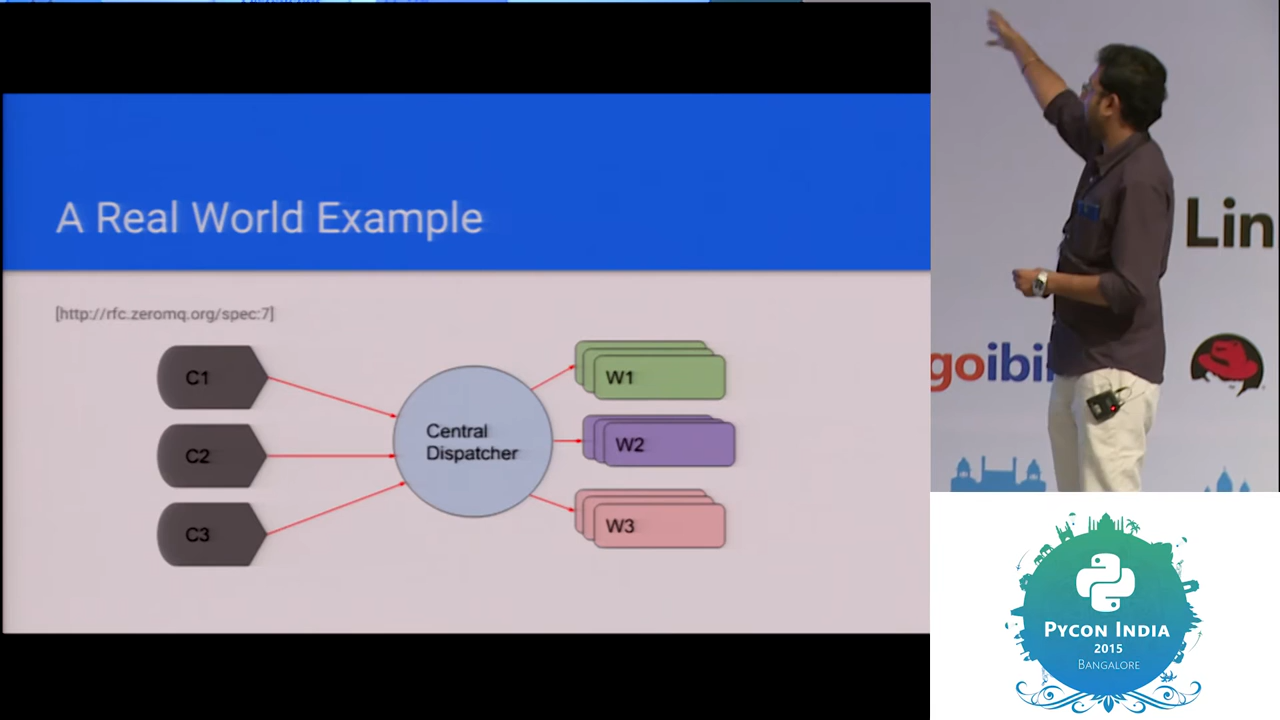 A Real World Example
[http://rfc.zeromq.org/spec:7]
C1
C2
C3
Central
Dispatcher
W1
W2
W3
Lin
goibi
PYCON INDIA
2015
BANGALORE